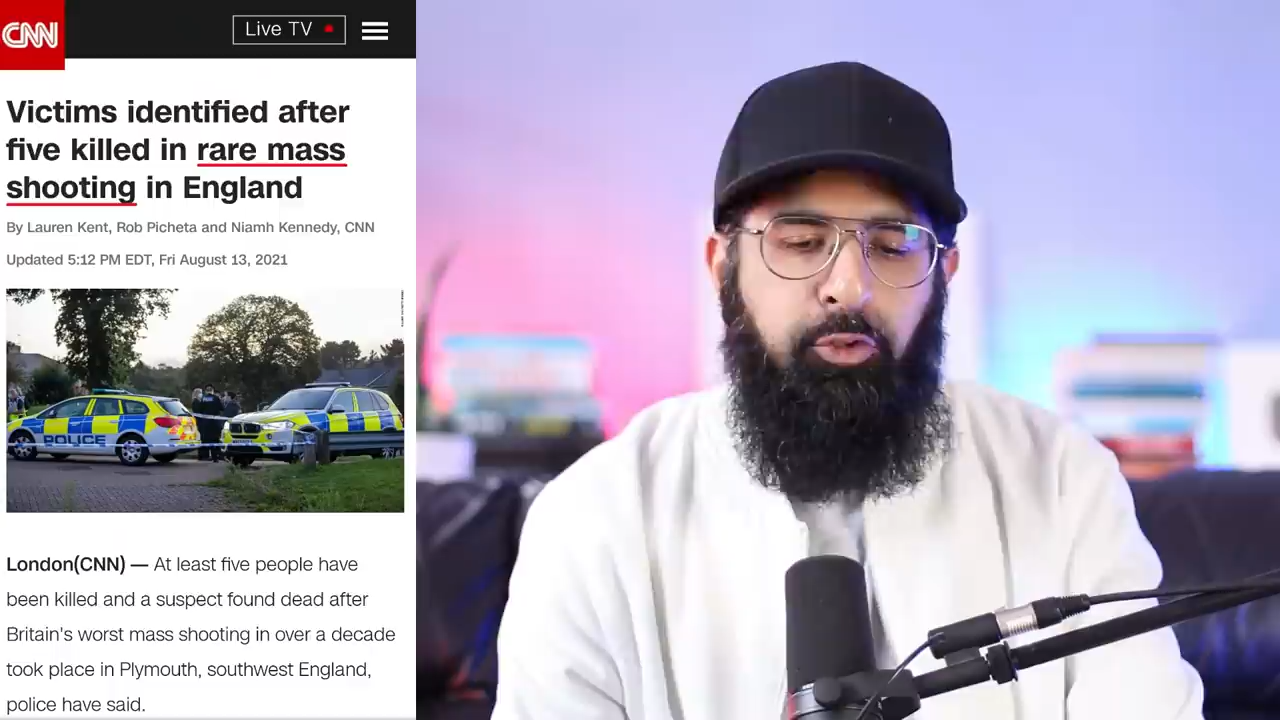 CNN
Live TV
Victims identified after
five killed in rare mass
shooting in England
By Lauren Kent, Rob Picheta and Niamh Kennedy, CNN
Updated 5:12 PM EDT, Fri August 13, 2021
POLICE
London(CNN) — At least five people have
been killed and a suspect found dead after
Britain's worst mass shooting in over a decade
took place in Plymouth, southwest England,
police have said.